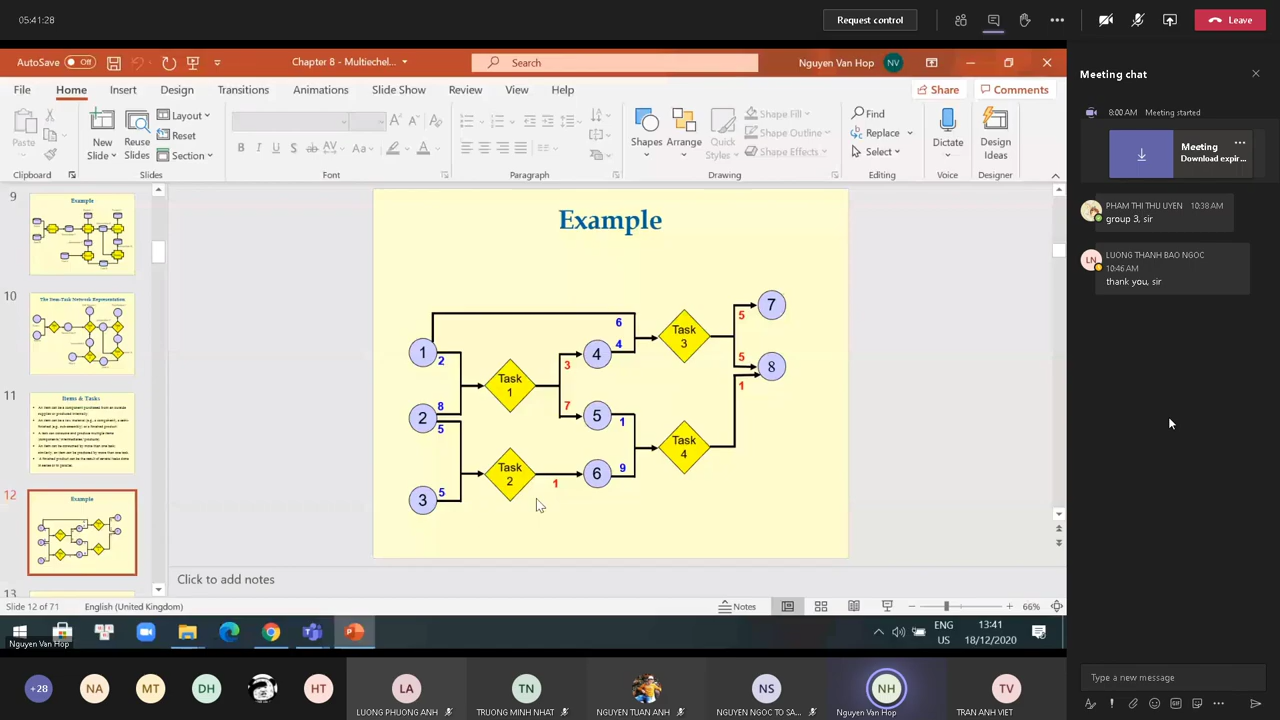 05:41:28
Request control
Leave
AutoSave
Off
Chapter 8 - Multiechel...
Search
Nguyen Van Hop
NV
File
Home
Insert
Design
Transitions
Animations
Slide Show
Review
View
Help
Share
Comments
Paste
New
Slide
Reuse
Slides
Layout
Reset
Section
B
I
U
S
ab
AV
Aa
A
Shapes
Arrange
Quick
Styles
Shape Fill
Shape Outline
Shape Effects
Find
Replace
Select
Dictate
Design
Ideas
Clipboard
Slides
Font
Paragraph
Drawing
Editing
Voice
Designer
9
Example
10
The Item-Task Network Representation
11
Items & Tasks
12
Example
13
Example
1
2
3
4
5
6
7
8
Task
1
Task
2
Task
3
Task
4
2
8
5
5
3
7
1
6
4
1
9
5
5
1
Click to add notes
Slide 12 of 71
English (United Kingdom)
Notes
66%
Nguyen Van Hop
ENG
US
13:41
18/12/2020
Meeting chat
8:00 AM Meeting started
Meeting
Download expir...
PHAM THI THU UYEN 10:38 AM
group 3, sir
LN
LUONG THANH BAO NGOC
10:46 AM
thank you, sir
Type a new message
+28
NA
MT
DH
HT
LA
LUONG PHUONG ANH
TN
TRUONG MINH NHAT
NGUYEN TUAN ANH
NS
NGUYEN NGOC TO SA...
NH
Nguyen Van Hop
TV
TRAN ANH VIET